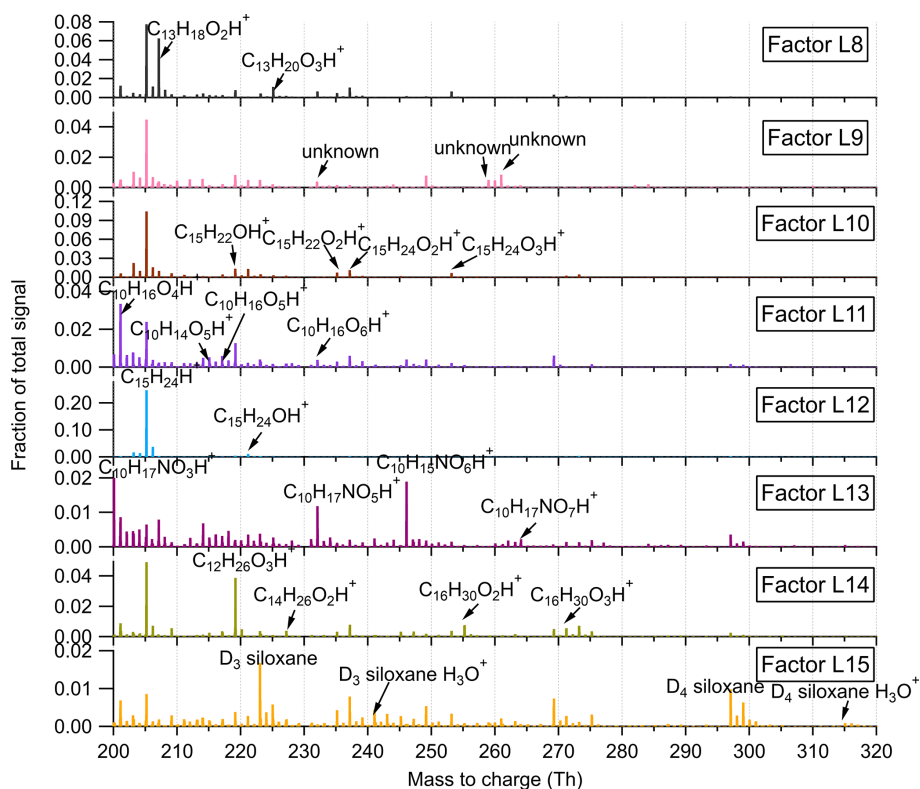 Fraction of total signal
0.08
0.06
0.04
0.02
0.00
C₁₃H₁₈O₂H⁺
C₁₃H₂₀O₃H⁺
Factor L8
0.04
0.02
0.00
unknown
unknown
unknown
Factor L9
0.12
0.09
0.06
0.03
0.00
C₁₅H₂₂OH⁺
C₁₅H₂₂O₂H⁺
C₁₅H₂₄O₂H⁺
C₁₅H₂₄O₃H⁺
Factor L10
0.04
0.02
0.00
C₁₀H₁₆O₄H⁺
C₁₀H₁₄O₅H⁺
C₁₀H₁₆O₅H⁺
C₁₀H₁₆O₆H⁺
Factor L11
0.20
0.10
0.00
C₁₅H₂₄H⁺
C₁₅H₂₄OH⁺
Factor L12
0.02
0.01
0.00
C₁₀H₁₇NO₃H⁺
C₁₀H₁₇NO₅H⁺
C₁₀H₁₅NO₆H⁺
C₁₀H₁₇NO₇H⁺
Factor L13
0.04
0.02
0.00
C₁₂H₂₆O₃H⁺
C₁₄H₂₆O₂H⁺
C₁₆H₃₀O₂H⁺
C₁₆H₃₀O₃H⁺
Factor L14
0.02
0.01
0.00
D₃ siloxane
D₃ siloxane H₃O⁺
D₄ siloxane
D₄ siloxane H₃O⁺
Factor L15
200 210 220 230 240 250 260 270 280 290 300 310 320
Mass to charge (Th)